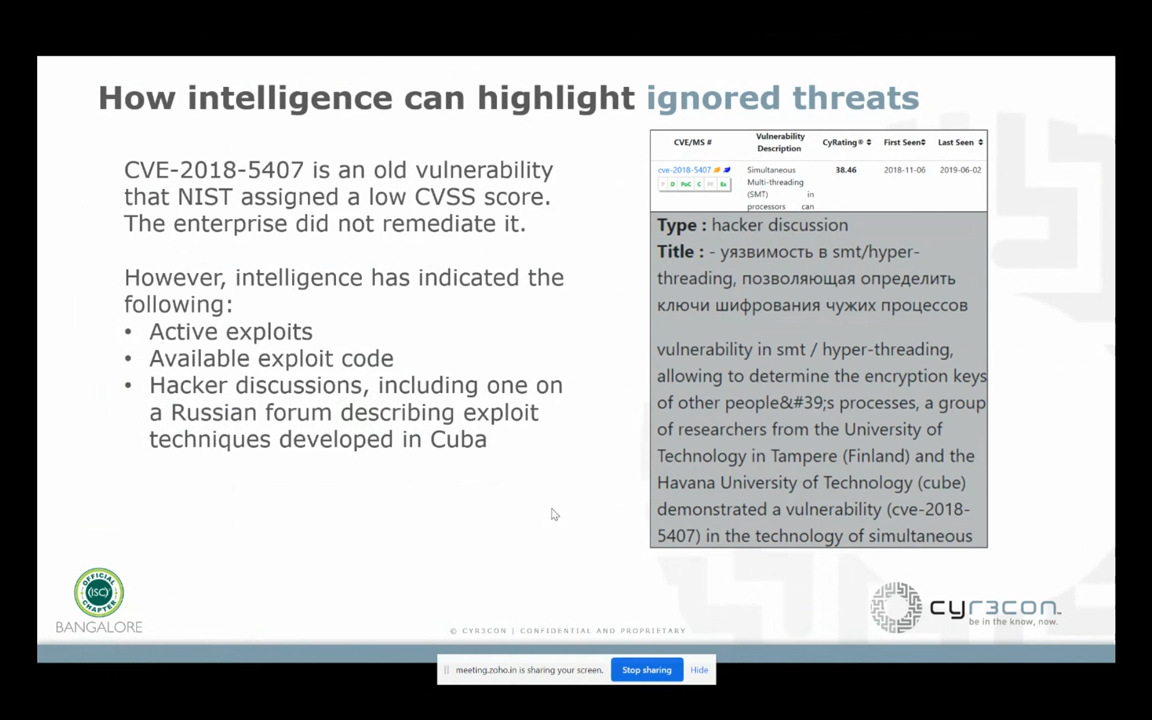 How intelligence can highlight ignored threats
CVE-2018-5407 is an old vulnerability
that NIST assigned a low CVSS score.
The enterprise did not remediate it.
However, intelligence has indicated the
following:
• Active exploits
• Available exploit code
• Hacker discussions, including one on
a Russian forum describing exploit
techniques developed in Cuba
CVE/MS # Vulnerability Description CyRating® First Seen Last Seen
cve-2018-5407 Simultaneous 38.46 2018-11-06 2019-06-02
P D PoC C Ex Multi-threading
(SMT) in
processors can
Type : hacker discussion
Title : - уязвимость в smt/hyper-
threading, позволяющая определить
ключи шифрования чужих процессов
vulnerability in smt / hyper-threading,
allowing to determine the encryption keys
of other people&#39;s processes, a group
of researchers from the University of
Technology in Tampere (Finland) and the
Havana University of Technology (cube)
demonstrated a vulnerability (cve-2018-
5407) in the technology of simultaneous
OFFICIAL
(ISC)
CHAPTER
BANGALORE
© CYR3CON | CONFIDENTIAL AND PROPRIETARY
cyr3con™
be in the know, now.
meeting.zoho.in is sharing your screen. Stop sharing Hide